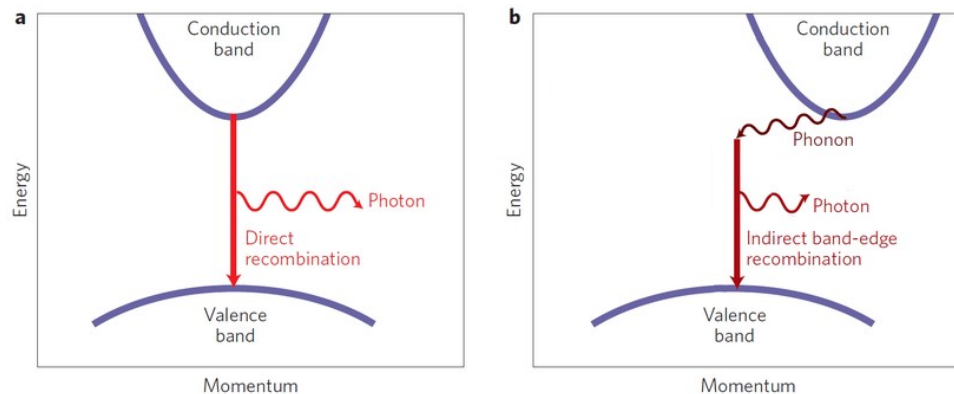 a
Conduction
band
Energy
Photon
Direct
recombination
Valence
band
Momentum
b
Conduction
band
Phonon
Energy
Photon
Indirect band-edge
recombination
Valence
band
Momentum